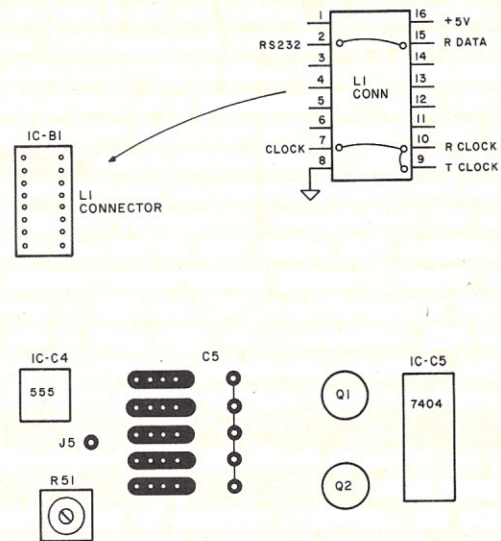 1 16 +5V
RS232 2 15 R DATA
3 14
4 L1 13
CONN
5 12
6 11
CLOCK 7 10 R CLOCK
8 9 T CLOCK
IC-B1
L1
CONNECTOR
IC-C4 C5 IC-C5
555 Q1 7404
J5
R51 Q2